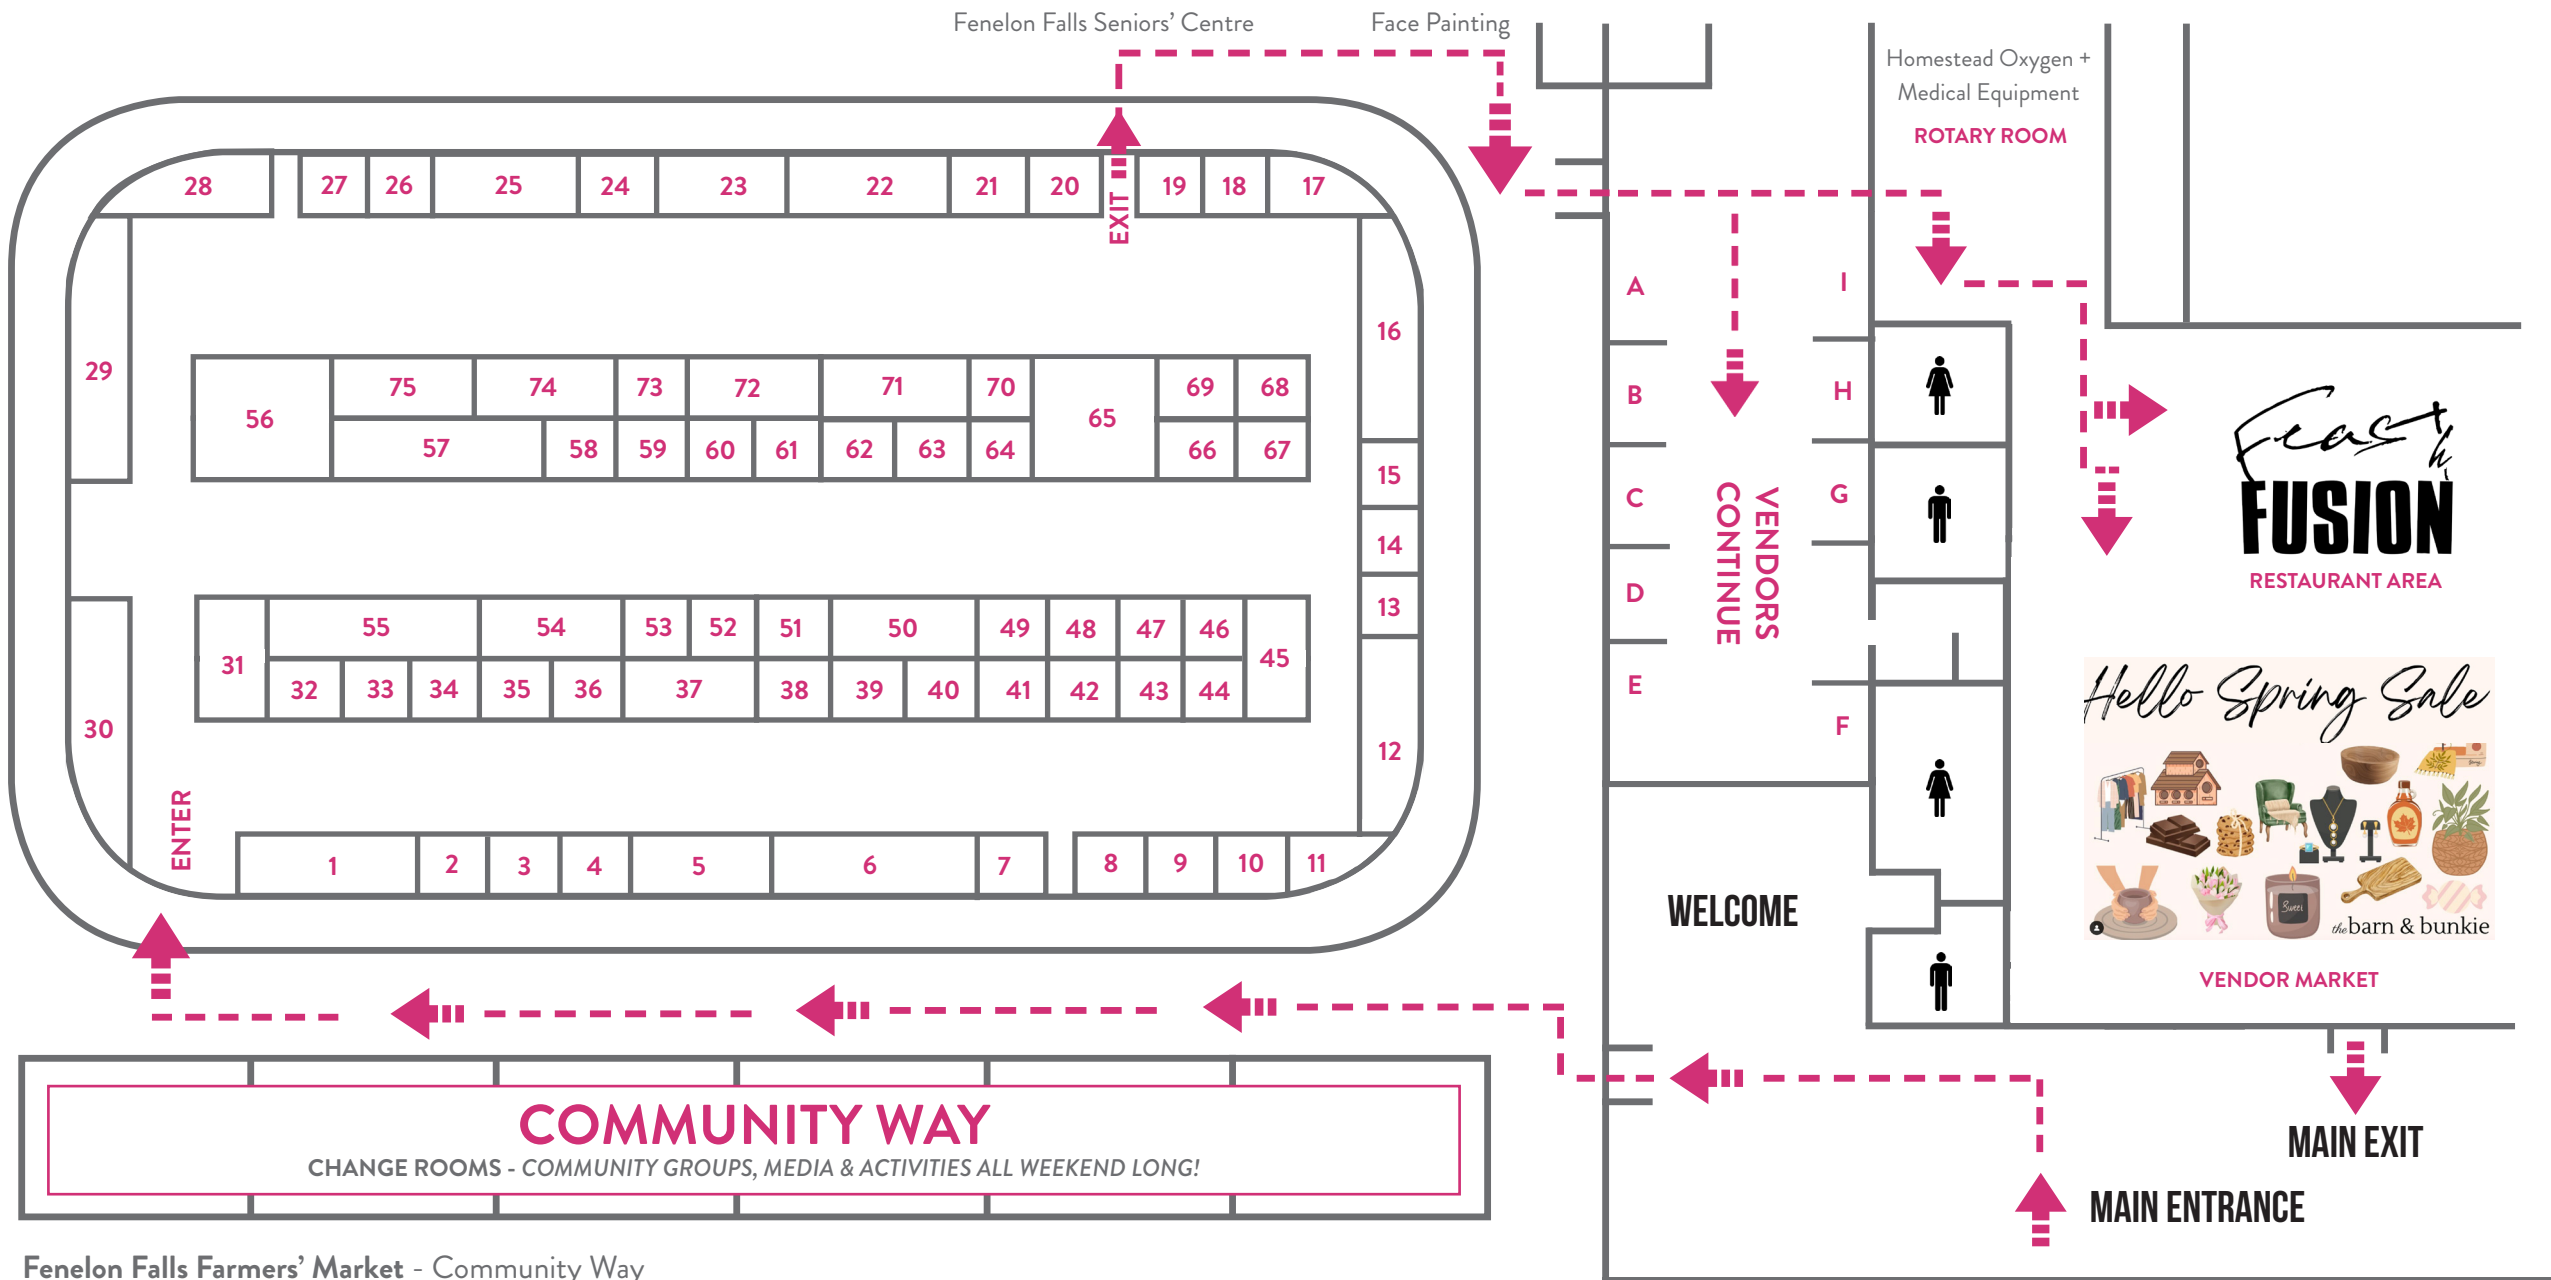 Fenelon Falls Seniors' Centre
Face Painting
Homestead Oxygen +
Medical Equipment
ROTARY ROOM
28 27 26 25 24 23 22 21 20 EXIT 19 18 17
16
29
56 75 74 73 72 71 70 65 69 68
57 58 59 60 61 62 63 64 66 67
15
14
13
31 55 54 53 52 51 50 49 48 47 46 45
32 33 34 35 36 37 38 39 40 41 42 43 44
30
12
ENTER
1 2 3 4 5 6 7 8 9 10 11
A
B
C
D
E
VENDORS
CONTINUE
I
H
G
F
Feast
FUSION
RESTAURANT AREA
Hello Spring Sale
Sweet
the barn & bunkie
VENDOR MARKET
WELCOME
MAIN EXIT
MAIN ENTRANCE
COMMUNITY WAY
CHANGE ROOMS - COMMUNITY GROUPS, MEDIA & ACTIVITIES ALL WEEKEND LONG!
Fenelon Falls Farmers' Market - Community Way